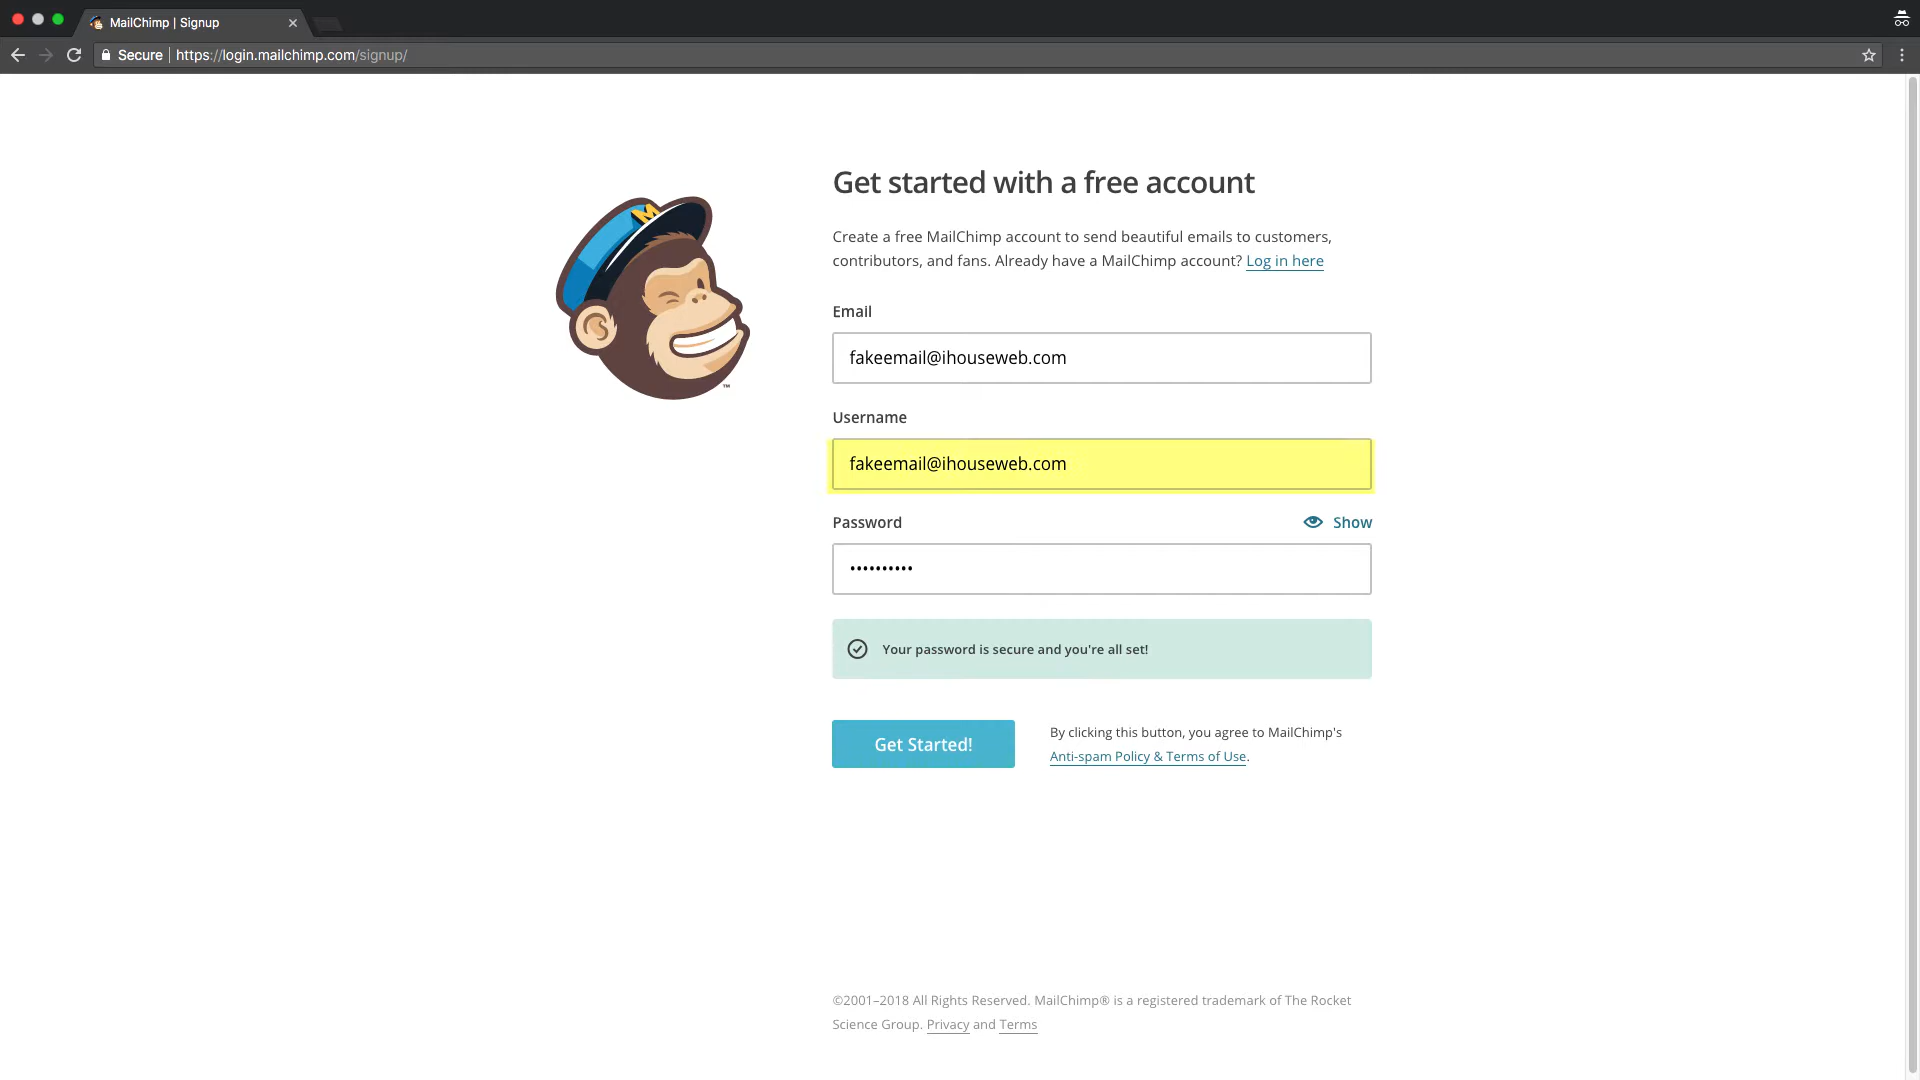 MailChimp | Signup
Secure | https://login.mailchimp.com/signup/
Get started with a free account
Create a free MailChimp account to send beautiful emails to customers,
contributors, and fans. Already have a MailChimp account? Log in here
Email
fakeemail@ihouseweb.com
Username
fakeemail@ihouseweb.com
Password
Show
••••••••••
Your password is secure and you're all set!
Get Started!
By clicking this button, you agree to MailChimp's
Anti-spam Policy & Terms of Use.
M
™
©2001–2018 All Rights Reserved. MailChimp® is a registered trademark of The Rocket
Science Group. Privacy and Terms